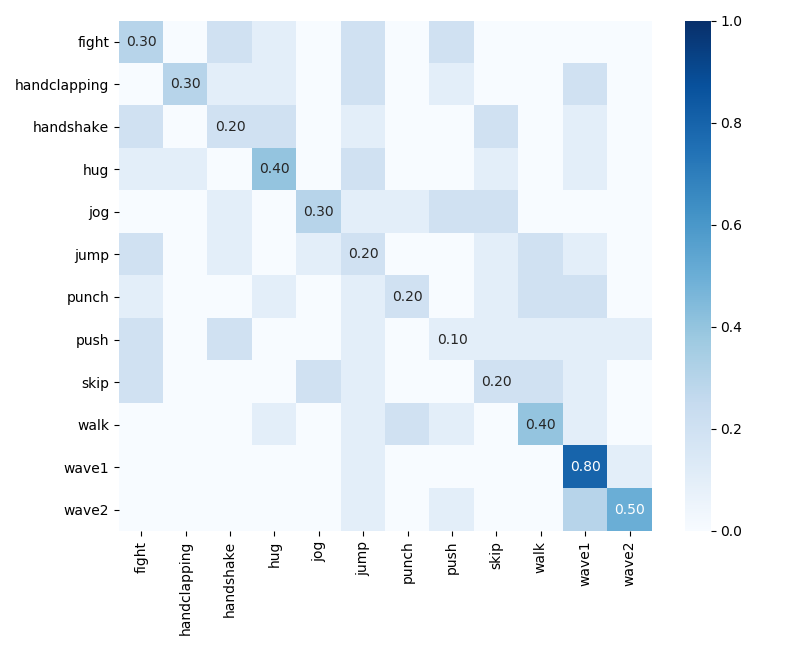 fight
handclapping
handshake
hug
jog
jump
punch
push
skip
walk
wave1
wave2
0.30
0.30
0.20
0.40
0.30
0.20
0.20
0.10
0.20
0.40
0.80
0.50
fight
handclapping
handshake
hug
jog
jump
punch
push
skip
walk
wave1
wave2
1.0
0.8
0.6
0.4
0.2
0.0